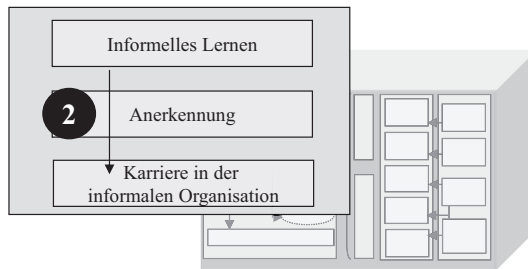 Informelles Lernen
2
Anerkennung
Karriere in der
informalen Organisation